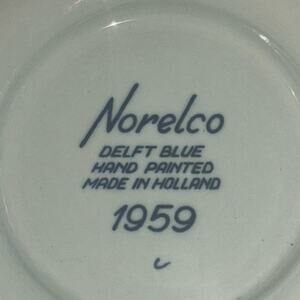 Norelco
DELFT BLUE
HAND PAINTED
MADE IN HOLLAND
1959